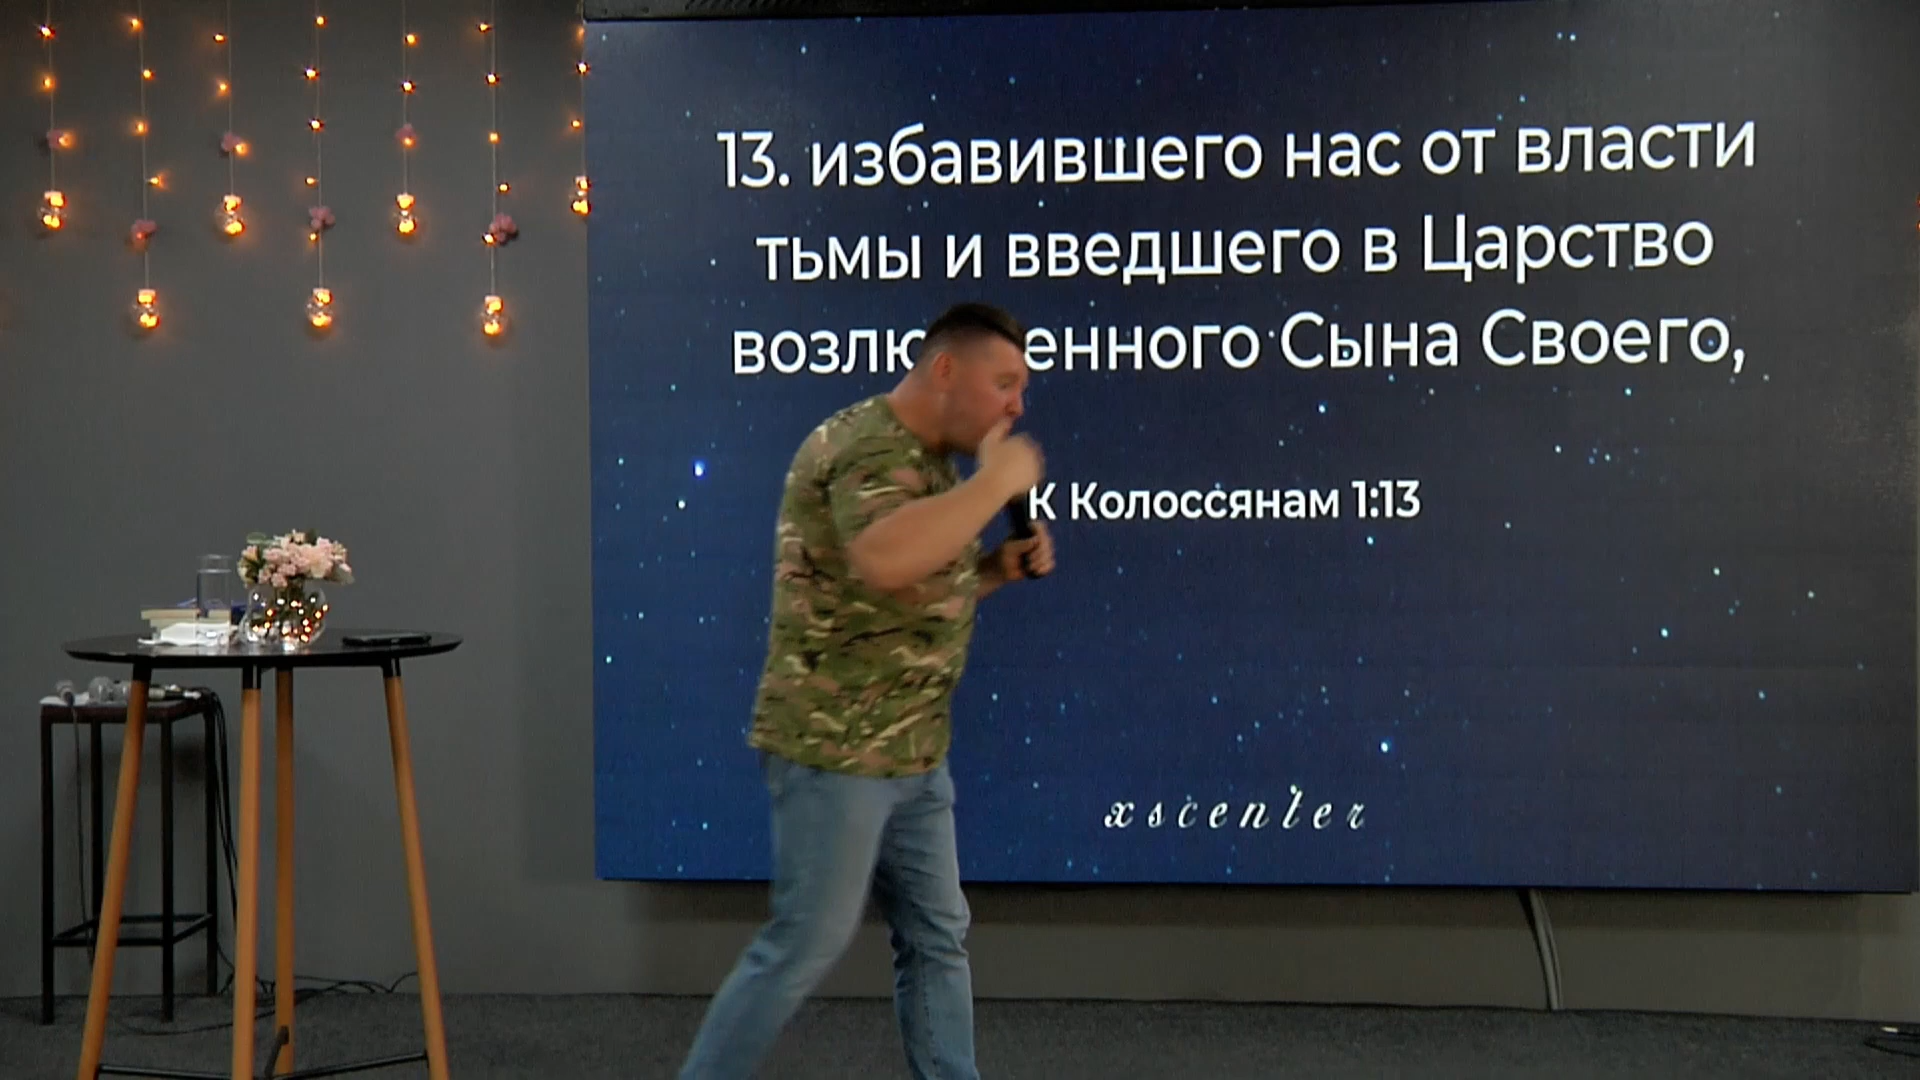 13. избавившего нас от власти
тьмы и введшего в Царство
Сына Своего,
К Колоссянам 1:13
xscenter